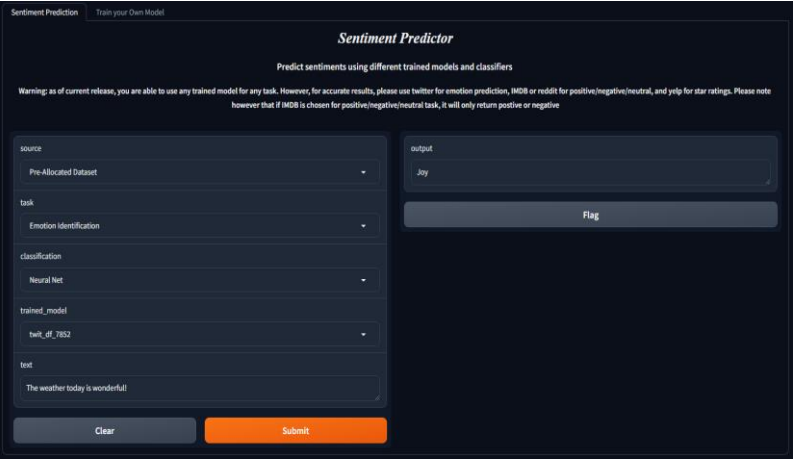 Sentiment Prediction
Train your Own Model
Sentiment Predictor
Predict sentiments using different trained models and classifiers
Warning: as of current release, you are able to use any trained model for any task. However, for accurate results, please use twitter for emotion prediction, IMDB or reddit for positive/negative/neutral, and yelp for star ratings. Please note
however that if IMDB is chosen for positive/negative/neutral task, it will only return postive or negative
source
Pre-Allocated Dataset
task
Emotion Identification
classification
Neural Net
trained_model
twit_df_7852
text
The weather today is wonderful!
Clear
Submit
output
Joy
Flag